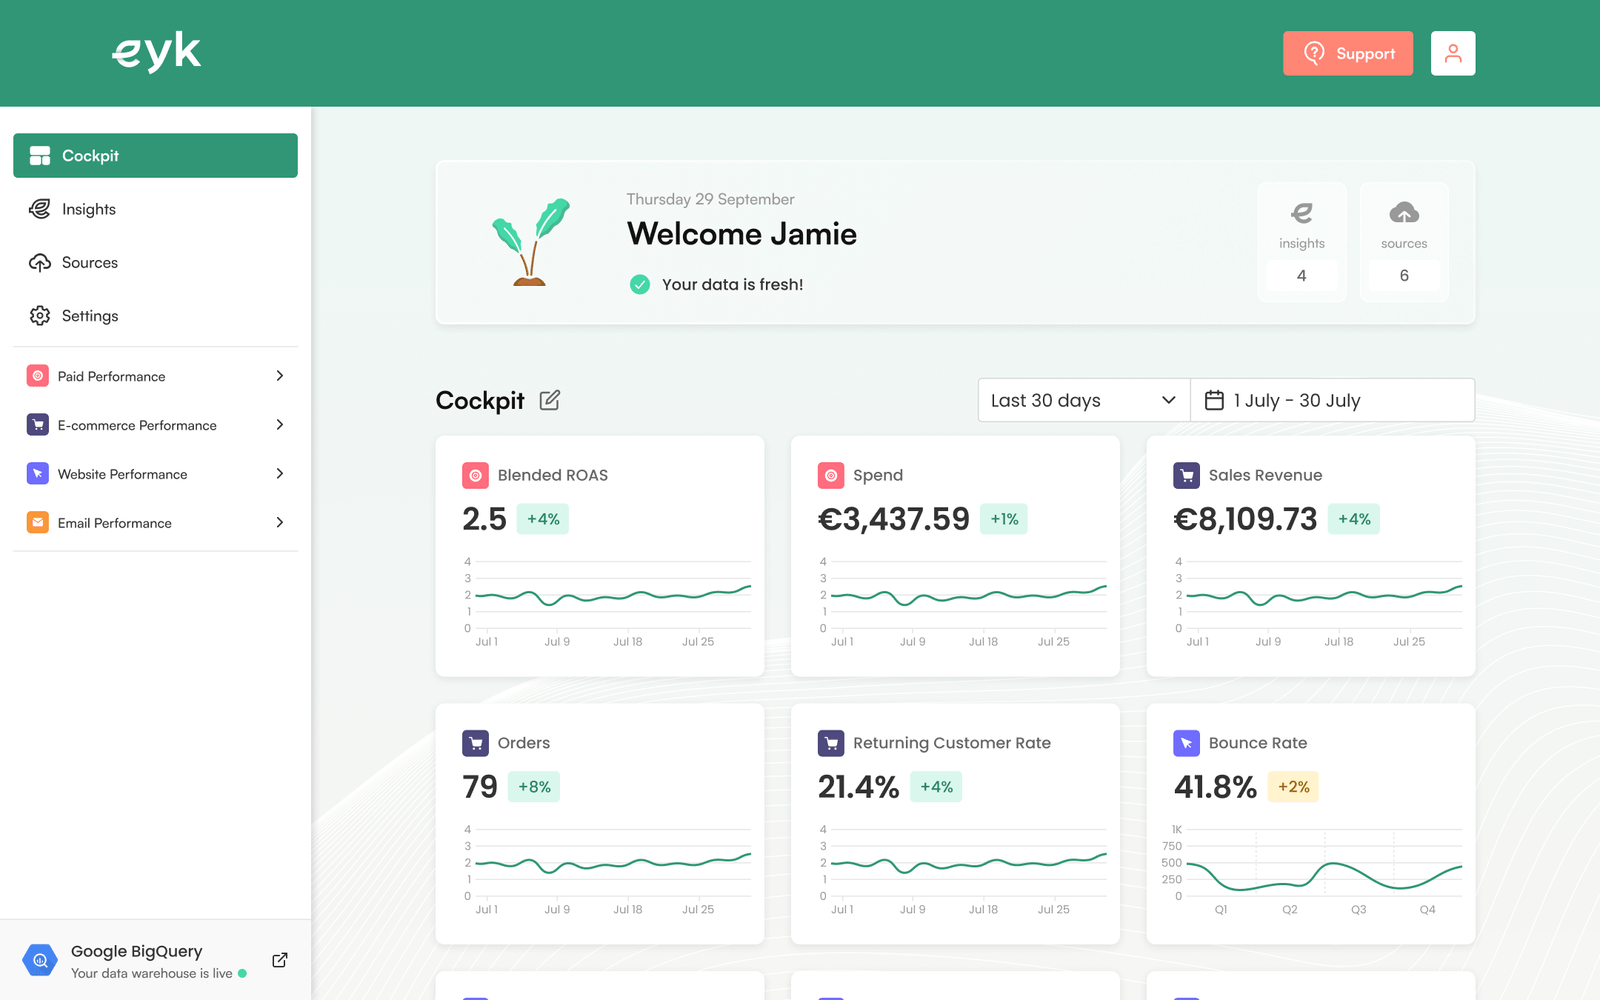 eyk
Support
Cockpit
Insights
Sources
Settings
Paid Performance
E-commerce Performance
Website Performance
Email Performance
Google BigQuery
Your data warehouse is live
Thursday 29 September
Welcome Jamie
Your data is fresh!
insights
4
sources
6
Cockpit
Last 30 days
1 July - 30 July
Blended ROAS
2.5 +4%
4
3
2
1
0
Jul 1 Jul 9 Jul 18 Jul 25
Spend
€3,437.59 +1%
4
3
2
1
0
Jul 1 Jul 9 Jul 18 Jul 25
Sales Revenue
€8,109.73 +4%
4
3
2
1
0
Jul 1 Jul 9 Jul 18 Jul 25
Orders
79 +8%
4
3
2
1
0
Jul 1 Jul 9 Jul 18 Jul 25
Returning Customer Rate
21.4% +4%
4
3
2
1
0
Jul 1 Jul 9 Jul 18 Jul 25
Bounce Rate
41.8% +2%
1K
750
500
250
0
Q1 Q2 Q3 Q4